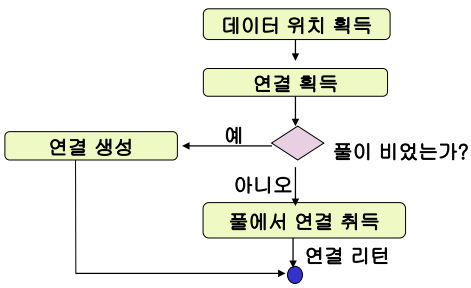 데이터 위치 획득
연결 획득
예
연결 생성
풀이 비었는가?
아니오
풀에서 연결 취득
연결 리턴